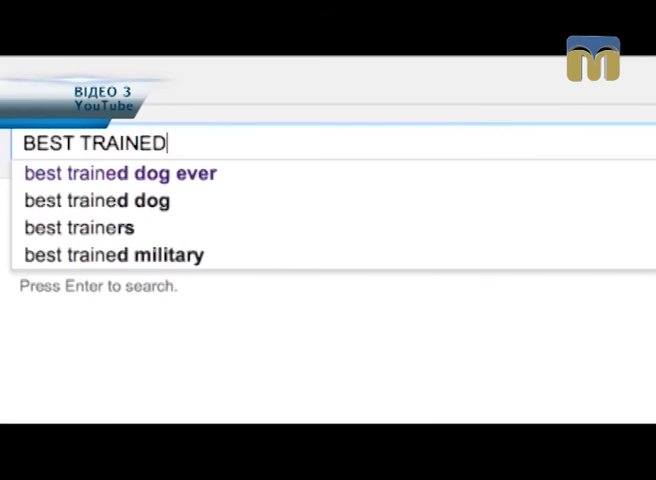 ВІДЕО З
YouTube
BEST TRAINED
best trained dog ever
best trained dog
best trainers
best trained military
Press Enter to search.